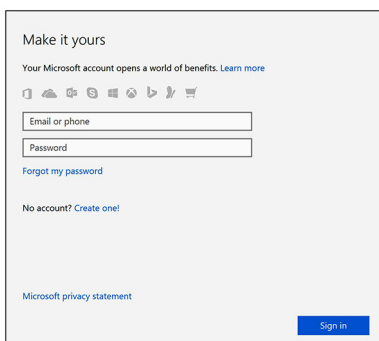 Make it yours
Your Microsoft account opens a world of benefits. Learn more
Email or phone
Password
Forgot my password
No account? Create one!
Microsoft privacy statement
Sign in